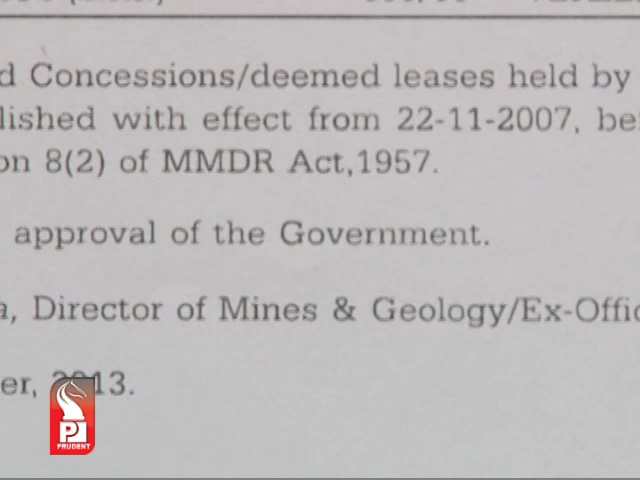 d Concessions/deemed leases held by
lished with effect from 22-11-2007, be
on 8(2) of MMDR Act,1957.
approval of the Government.
a, Director of Mines & Geology/Ex-Offic
er, 2013.
P
PRUDENT